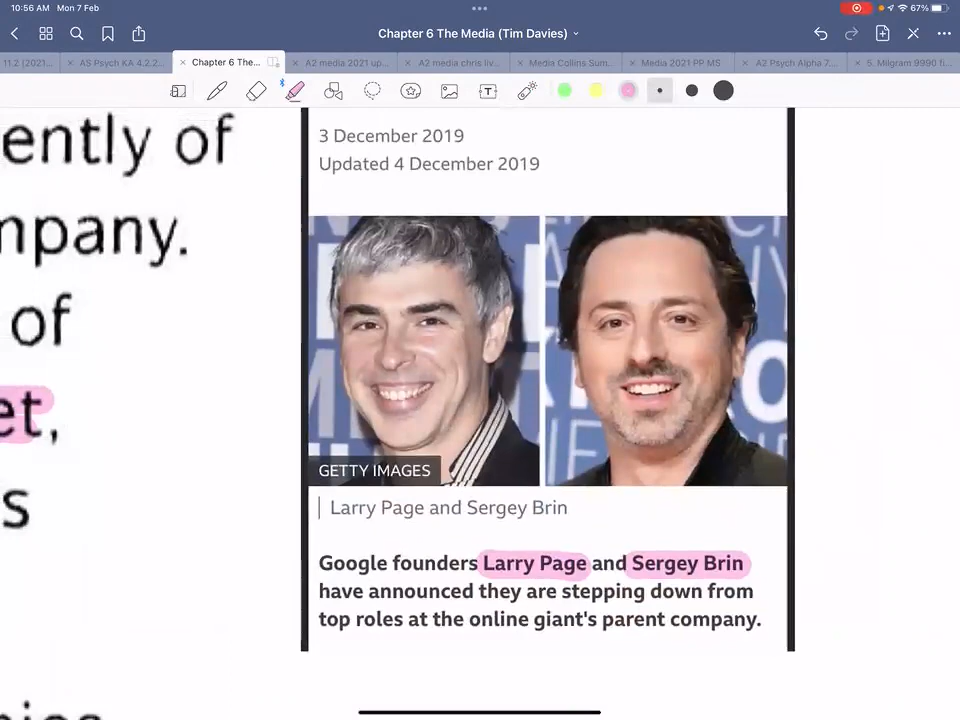 10:56 AM Mon 7 Feb
67%
Chapter 6 The Media (Tim Davies)
11.2 (2021...
AS Psych KA 4.2.2...
Chapter 6 The...
A2 media 2021 up...
A2 media chris liv...
Media Collins Sum...
Media 2021 PP MS
A2 Psych Alpha 7...
5. Milgram 9990 fi...
ently of
mpany.
of
et,
s
3 December 2019
Updated 4 December 2019
GETTY IMAGES
Larry Page and Sergey Brin
Google founders Larry Page and Sergey Brin
have announced they are stepping down from
top roles at the online giant's parent company.